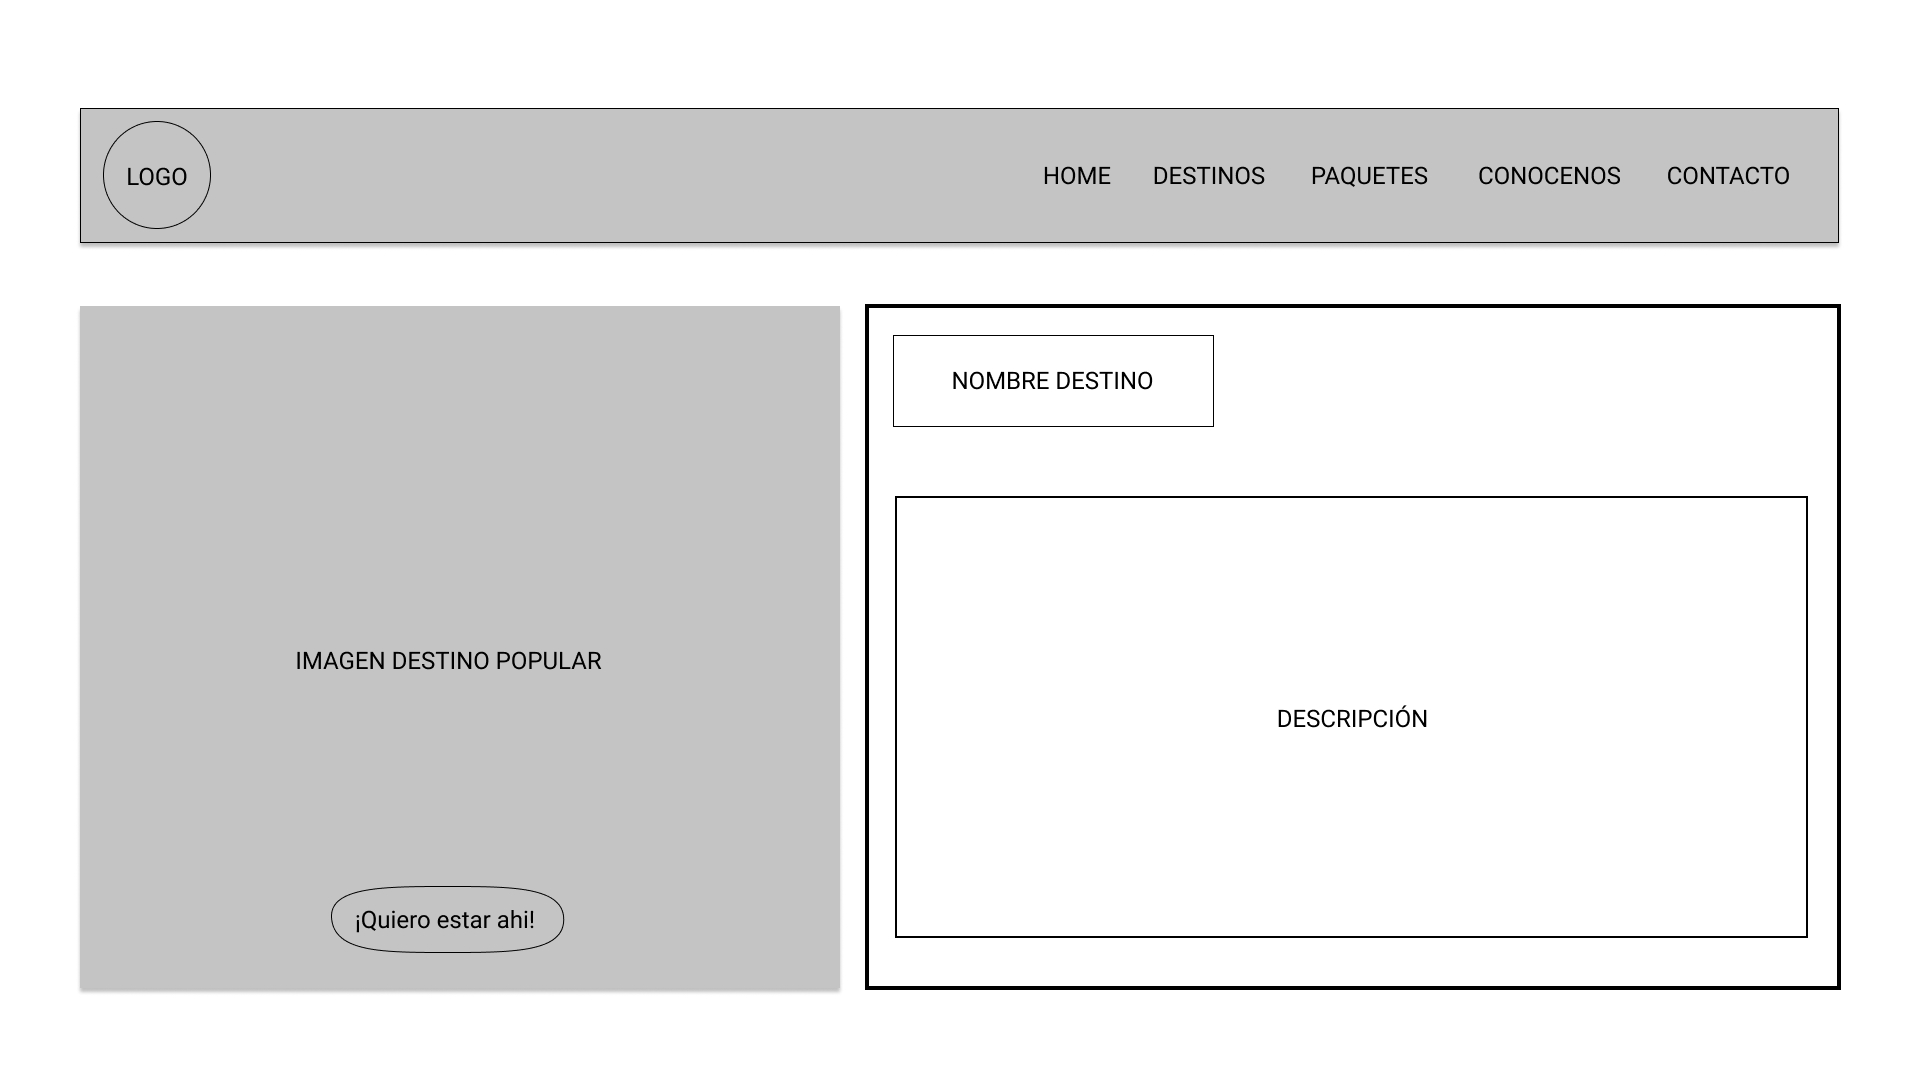 LOGO
HOME DESTINOS PAQUETES CONOCENOS CONTACTO
NOMBRE DESTINO
IMAGEN DESTINO POPULAR
DESCRIPCIÓN
¡Quiero estar ahi!